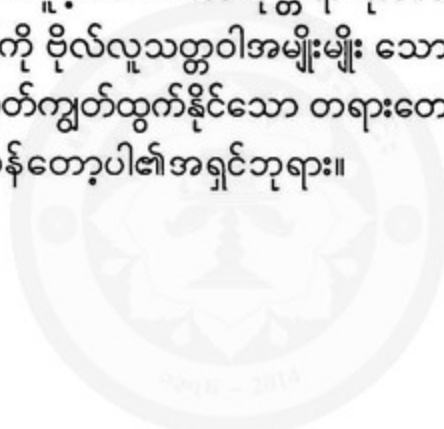 ကို ဗိုလ်လူသတ္တဝါအမျိုးမျိုး သော
တ်ကျွတ်ထွက်နိုင်သော တရားတေ
န်တော့ပါ၏အရှင်ဘုရား။
2014